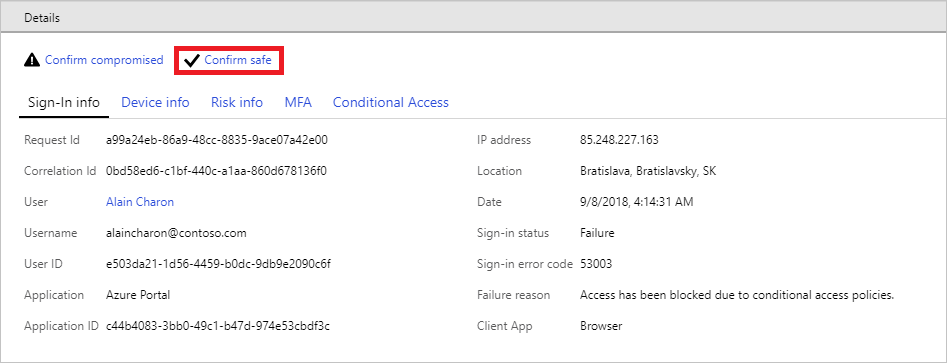 Details
Confirm compromised Confirm safe
Sign-In info Device info Risk info MFA Conditional Access
Request Id a99a24eb-86a9-48cc-8835-9ace07a42e00 IP address 85.248.227.163
Correlation Id 0bd58ed6-c1bf-440c-a1aa-860d678136f0 Location Bratislava, Bratislavsky, SK
User Alain Charon Date 9/8/2018, 4:14:31 AM
Username alaincharon@contoso.com Sign-in status Failure
User ID e503da21-1d56-4459-b0dc-9db9e2090c6f Sign-in error code 53003
Application Azure Portal Failure reason Access has been blocked due to conditional access policies.
Application ID c44b4083-3bb0-49c1-b47d-974e53cbdf3c Client App Browser